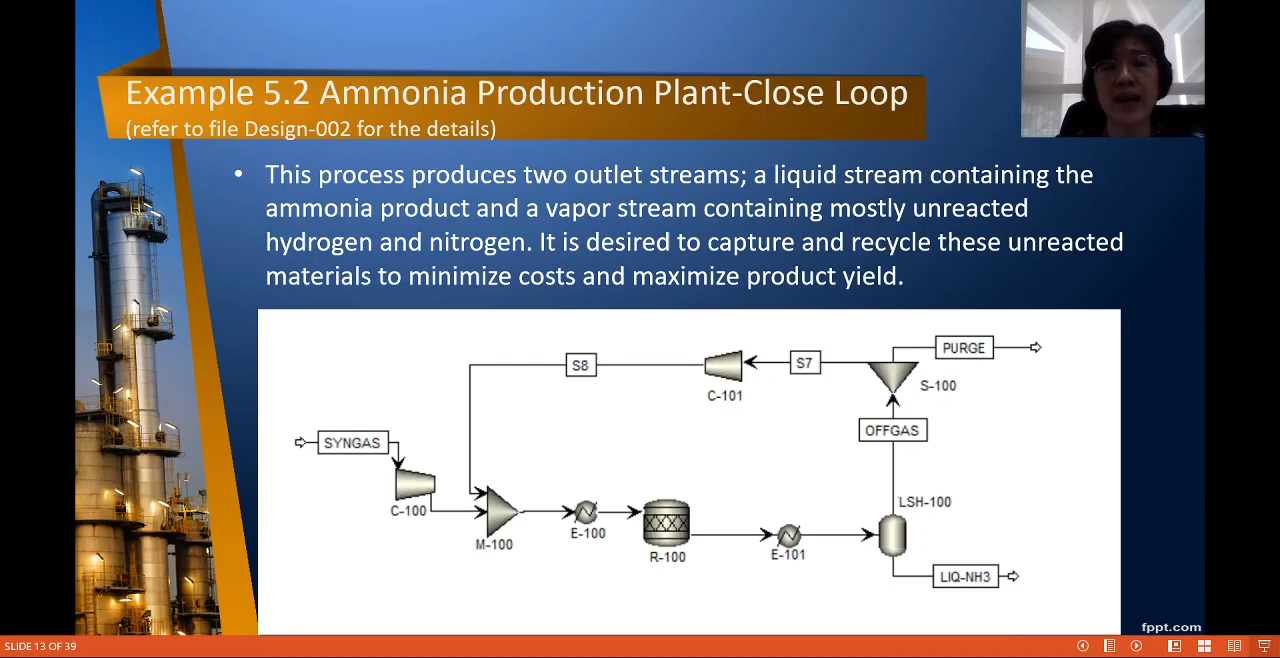 Example 5.2 Ammonia Production Plant-Close Loop
(refer to file Design-002 for the details)
• This process produces two outlet streams; a liquid stream containing the
ammonia product and a vapor stream containing mostly unreacted
hydrogen and nitrogen. It is desired to capture and recycle these unreacted
materials to minimize costs and maximize product yield.
PURGE
S8
S7
C-101
S-100
OFFGAS
SYNGAS
C-100
LSH-100
M-100
E-100
R-100
E-101
LIQ-NH3
fppt.com
SLIDE 13 OF 39